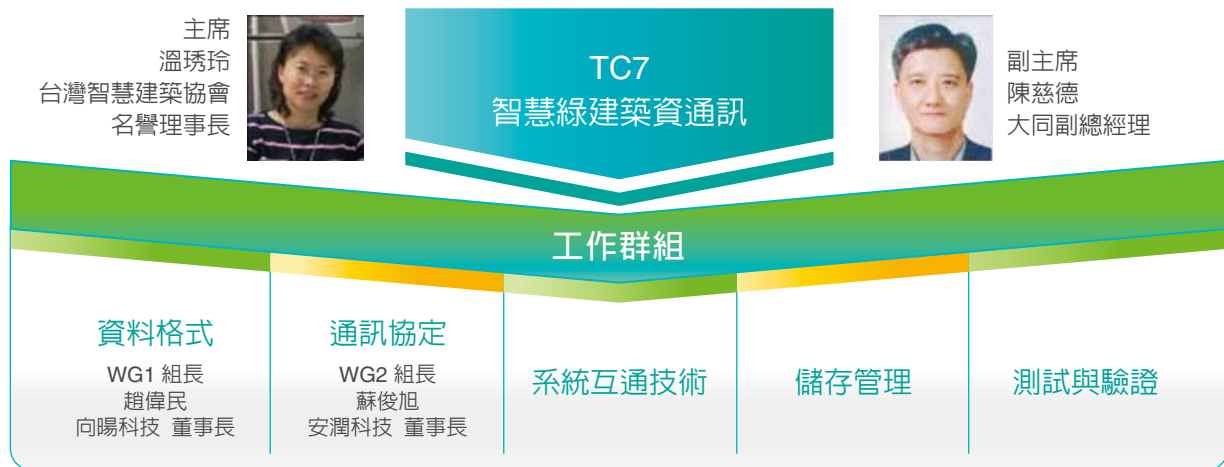 主席
溫琇玲
台灣智慧建築協會
名譽理事長
TC7
智慧綠建築資通訊
副主席
陳慈德
大同副總經理
工作群組
資料格式
WG1 組長
趙偉民
向暘科技 董事長
通訊協定
WG2 組長
蘇俊旭
安潤科技 董事長
系統互通技術
儲存管理
測試與驗證